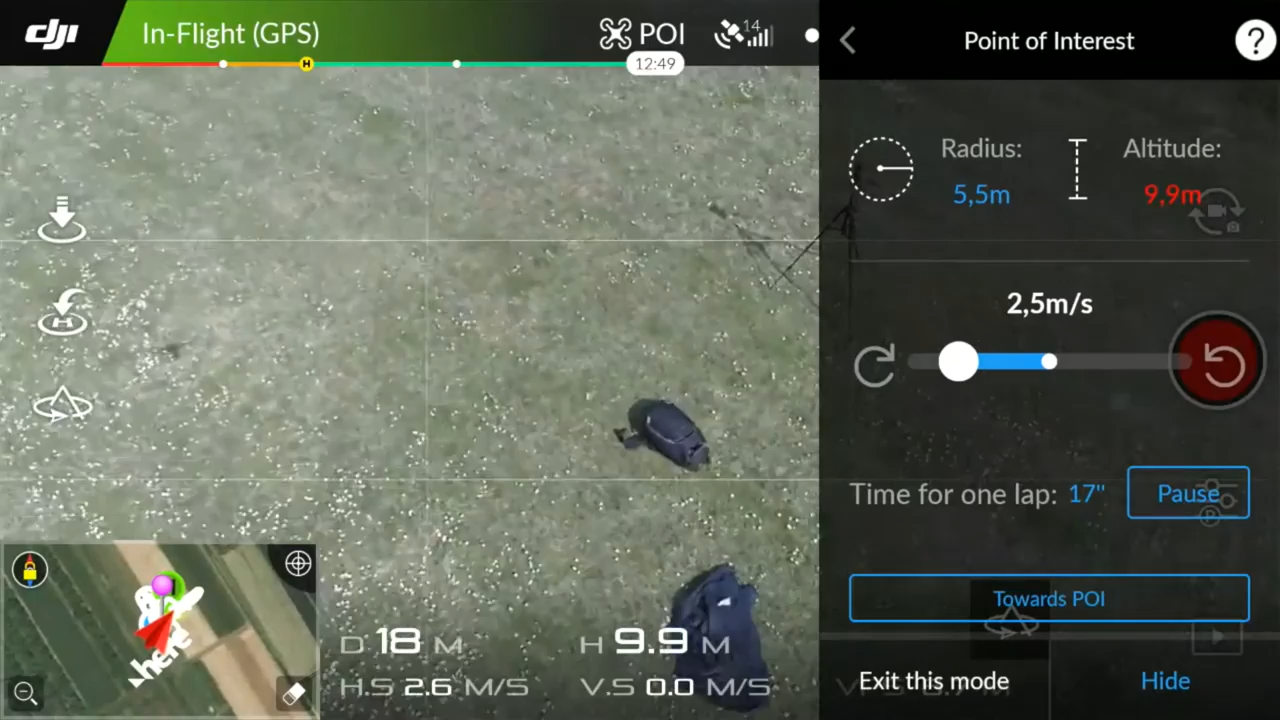 dji
In-Flight (GPS)
POI
14
H
12:49
Point of Interest
?
Radius:
5,5m
Altitude:
9,9m
2,5m/s
Time for one lap: 17"
Pause
P
Towards POI
H
here
D 18 M
H 9.9 M
H.S 2.6 M/S
V.S 0.0 M/S
Exit this mode
Hide